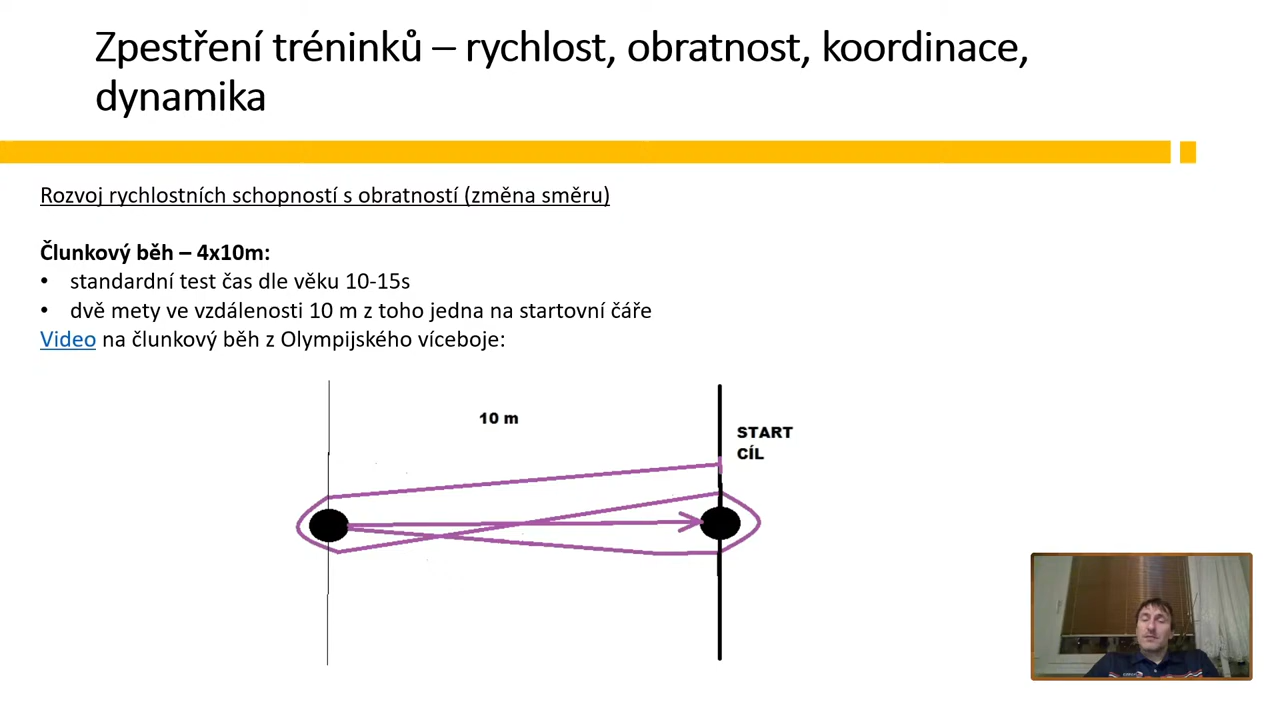 Zpestření tréninků – rychlost, obratnost, koordinace,
dynamika
Rozvoj rychlostních schopností s obratností (změna směru)
Člunkový běh – 4x10m:
• standardní test čas dle věku 10-15s
• dvě mety ve vzdálenosti 10 m z toho jedna na startovní čáře
Video na člunkový běh z Olympijského víceboje:
10 m
START
CÍL